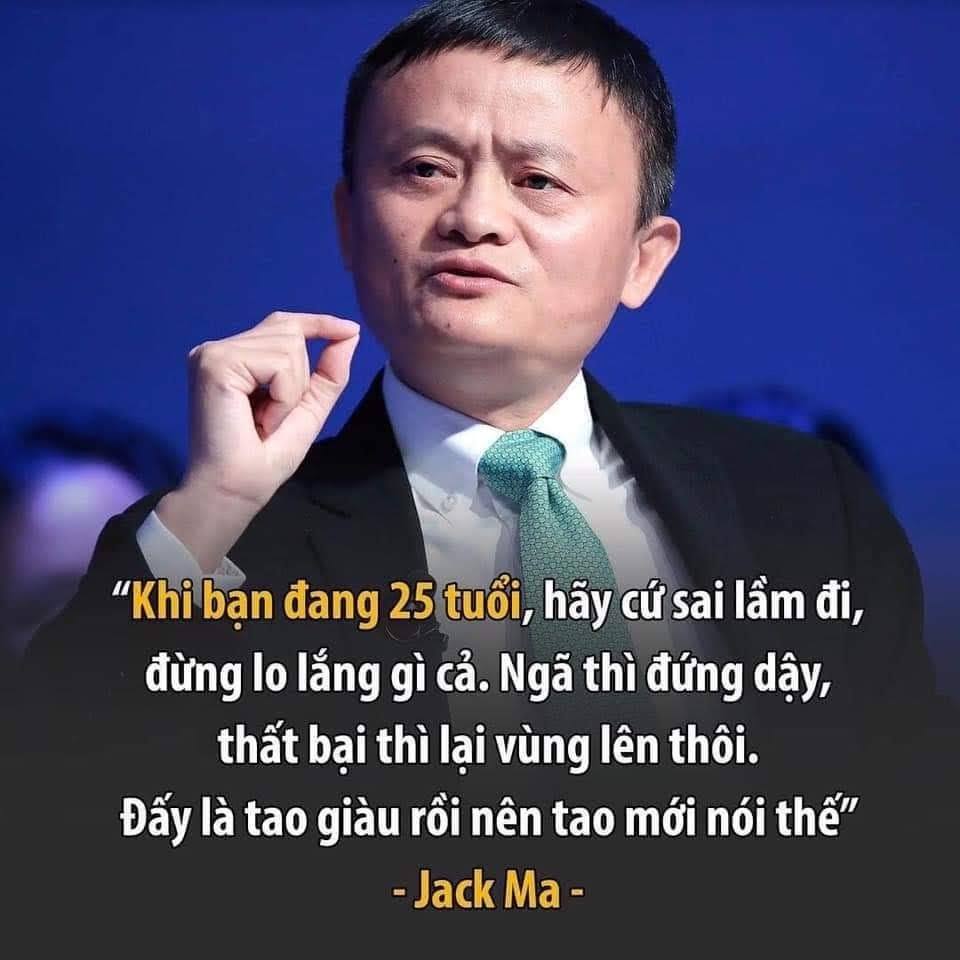 “Khi bạn đang 25 tuổi, hãy cứ sai lầm đi,
đừng lo lắng gì cả. Ngã thì đứng dậy,
thất bại thì lại vùng lên thôi.
Đấy là tao giàu rồi nên tao mới nói thế”
- Jack Ma -